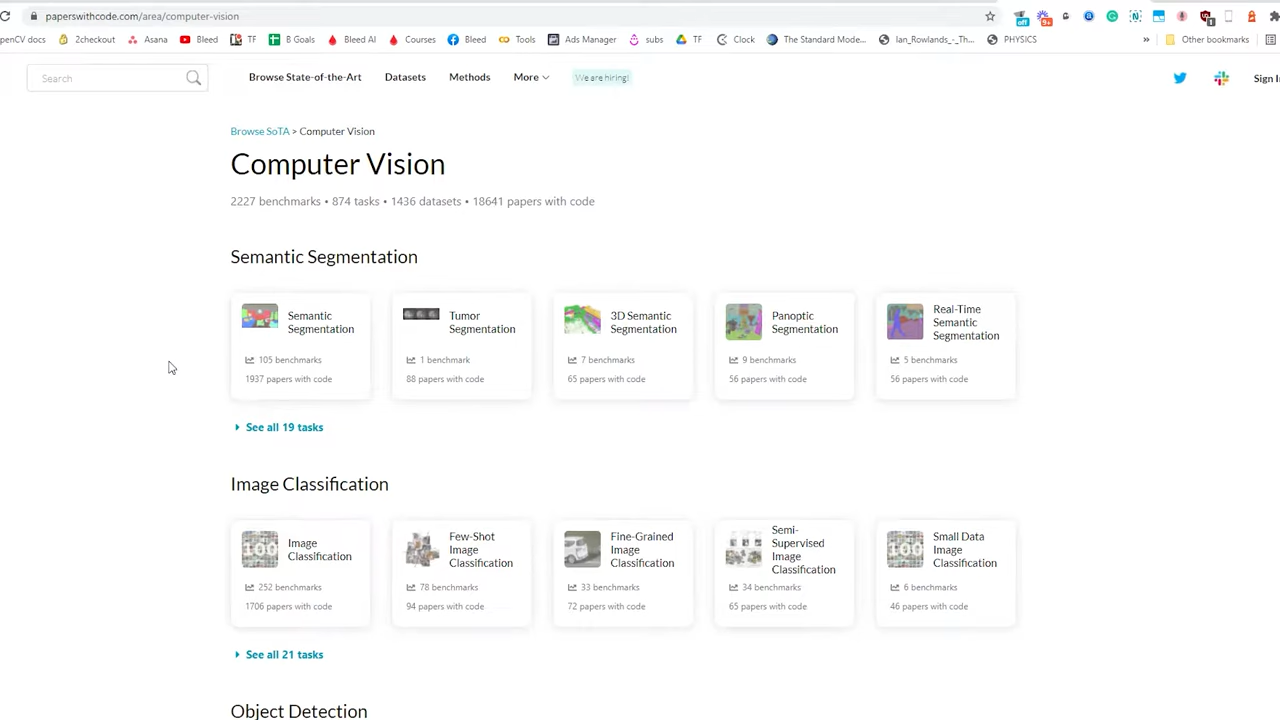 paperswithcode.com/area/computer-vision
off
9+
1
penCV docs 2checkout Asana Bleed TF B Goals Bleed AI Courses Bleed Tools Ads Manager subs TF Clock The Standard Mode... Ian_Rowlands_-_Th... PHYSICS » Other bookmarks
Search Browse State-of-the-Art Datasets Methods More We are hiring! Sign In
Browse SoTA > Computer Vision
Computer Vision
2227 benchmarks • 874 tasks • 1436 datasets • 18641 papers with code
Semantic Segmentation
Semantic
Segmentation
105 benchmarks
1937 papers with code
Tumor
Segmentation
1 benchmark
88 papers with code
3D Semantic
Segmentation
7 benchmarks
65 papers with code
Panoptic
Segmentation
9 benchmarks
56 papers with code
Real-Time
Semantic
Segmentation
5 benchmarks
56 papers with code
See all 19 tasks
Image Classification
100
Image
Classification
252 benchmarks
1706 papers with code
Few-Shot
Image
Classification
78 benchmarks
94 papers with code
Fine-Grained
Image
Classification
33 benchmarks
72 papers with code
Semi-
Supervised
Image
Classification
34 benchmarks
65 papers with code
100
Small Data
Image
Classification
6 benchmarks
46 papers with code
See all 21 tasks
Object Detection